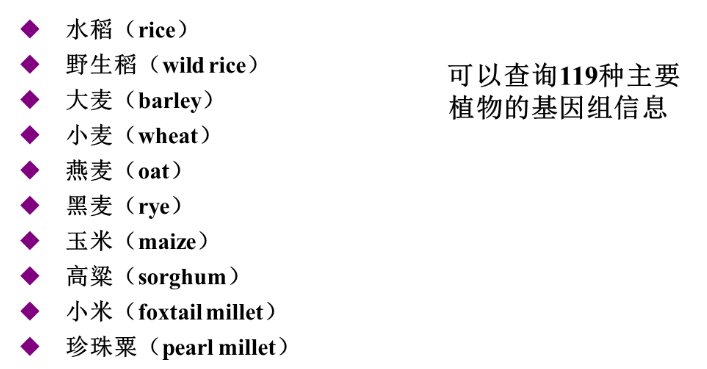 ◆ 水稻（rice）
◆ 野生稻（wild rice）
◆ 大麦（barley）
◆ 小麦（wheat）
◆ 燕麦（oat）
◆ 黑麦（rye）
◆ 玉米（maize）
◆ 高粱（sorghum）
◆ 小米（foxtail millet）
◆ 珍珠粟（pearl millet）
可以查询119种主要
植物的基因组信息